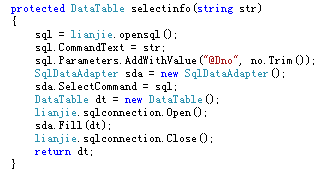 protected DataTable selectinfo(string str)
{
sql = lianjie.opensql();
sql.CommandText = str;
sql.Parameters.AddWithValue("@Dno", no.Trim());
SqlDataAdapter sda = new SqlDataAdapter();
sda.SelectCommand = sql;
DataTable dt = new DataTable();
lianjie.sqlconnection.Open();
sda.Fill(dt);
lianjie.sqlconnection.Close();
return dt;
}